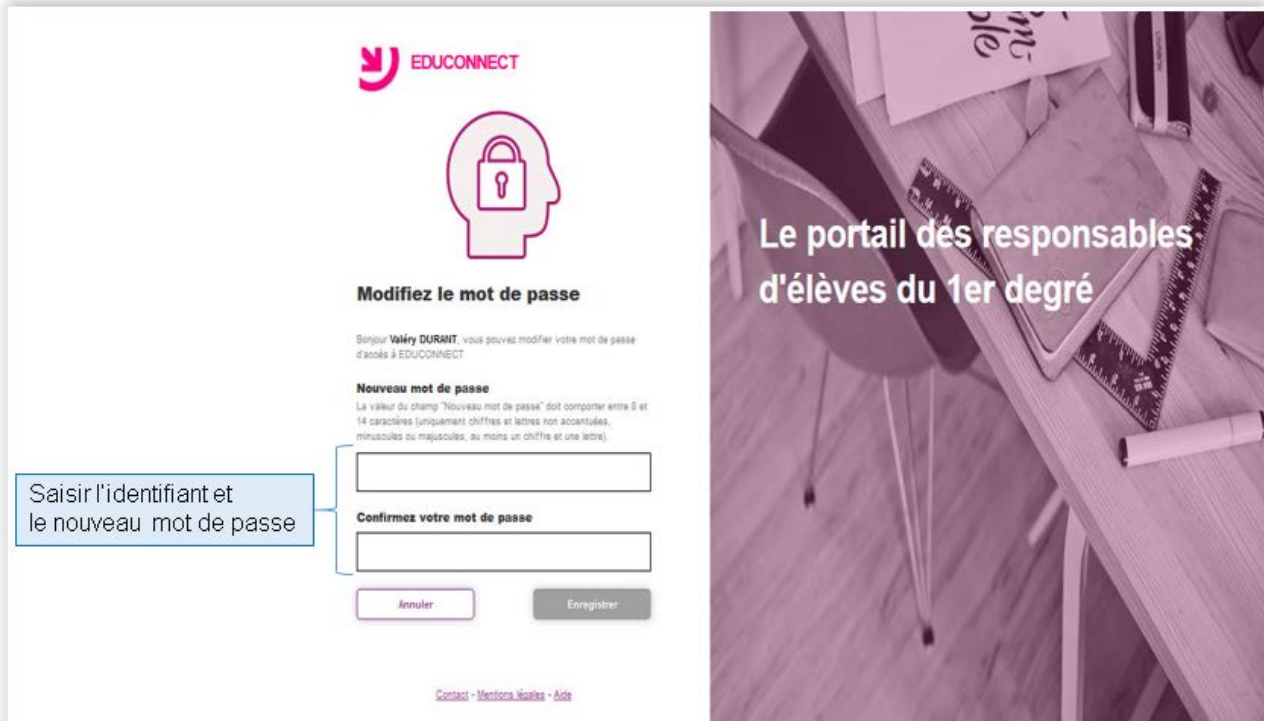 EDUCONNECT
Modifiez le mot de passe
Bonjour Valéry DURANT, vous pouvez modifier votre mot de passe
d'accès à EDUCONNECT
Nouveau mot de passe
La valeur du champ "Nouveau mot de passe" doit comporter entre 5 et
14 caractères (uniquement chiffres et lettres non accentuées,
minuscules ou majuscules, au moins un chiffre et une lettre).
Saisir l'identifiant et
le nouveau mot de passe
Confirmez votre mot de passe
Annuler
Enregistrer
Contact - Mentions légales - Aide
Le portail des responsables
d'élèves du 1er degré